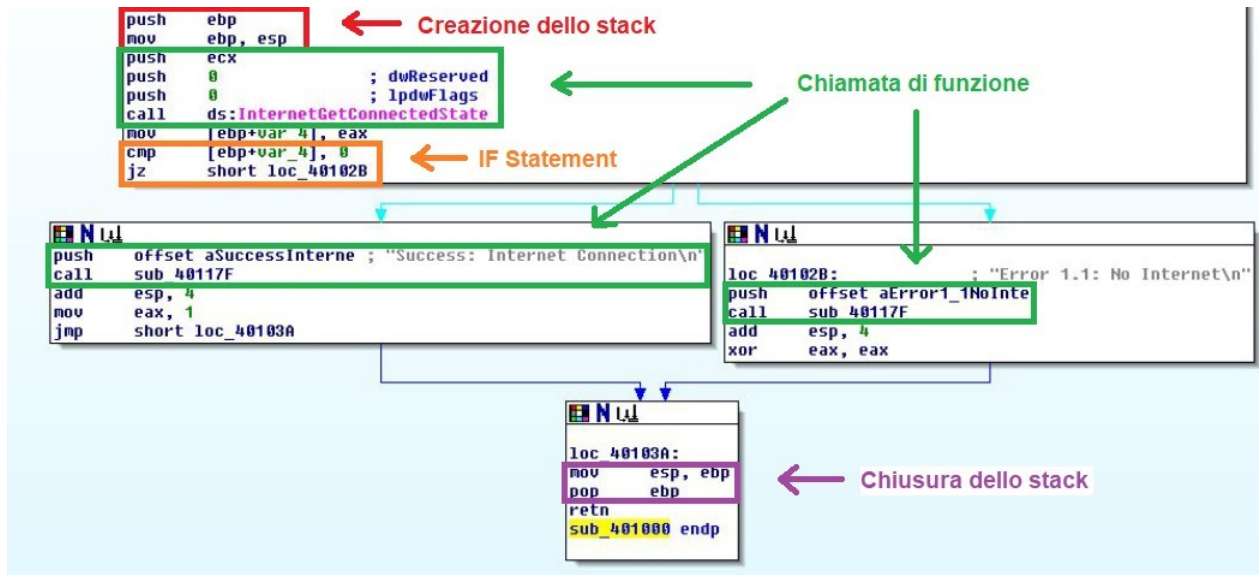 push ebp
mov ebp, esp
push ecx
push 0 ; dwReserved
push 0 ; lpdwFlags
call ds:InternetGetConnectedState
mov [ebp+var_4], eax
cmp [ebp+var_4], 0
jz short loc_40102B
Creazione dello stack
Chiamata di funzione
IF Statement
push offset aSuccessInterne ; "Success: Internet Connection\n"
call sub_40117F
add esp, 4
mov eax, 1
jmp short loc_40103A
loc_40102B: ; "Error 1.1: No Internet\n"
push offset aError1_1NoInte
call sub_40117F
add esp, 4
xor eax, eax
loc_40103A:
mov esp, ebp
pop ebp
retn
sub_401000 endp
Chiusura dello stack